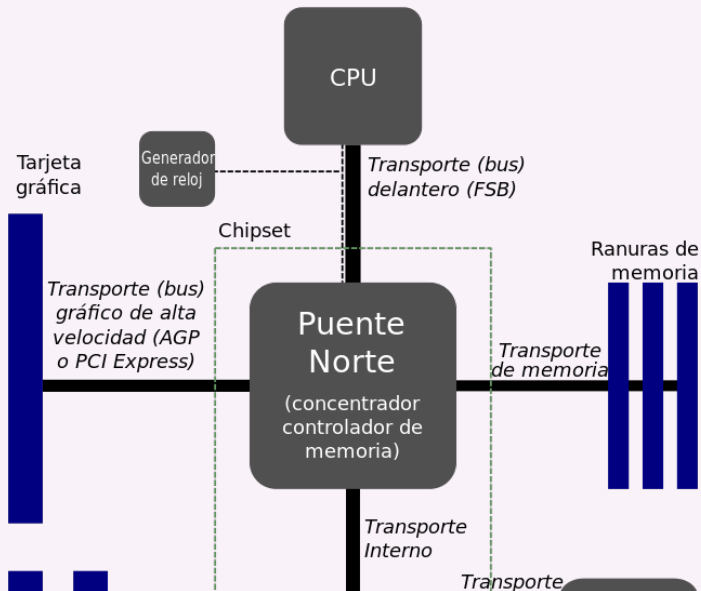 CPU
Generador
de reloj
Tarjeta
gráfica
Transporte (bus)
delantero (FSB)
Chipset
Ranuras de
memoria
Transporte (bus)
gráfico de alta
velocidad (AGP
o PCI Express)
Puente
Norte
(concentrador
controlador de
memoria)
Transporte
de memoria
Transporte
Interno
Transporte